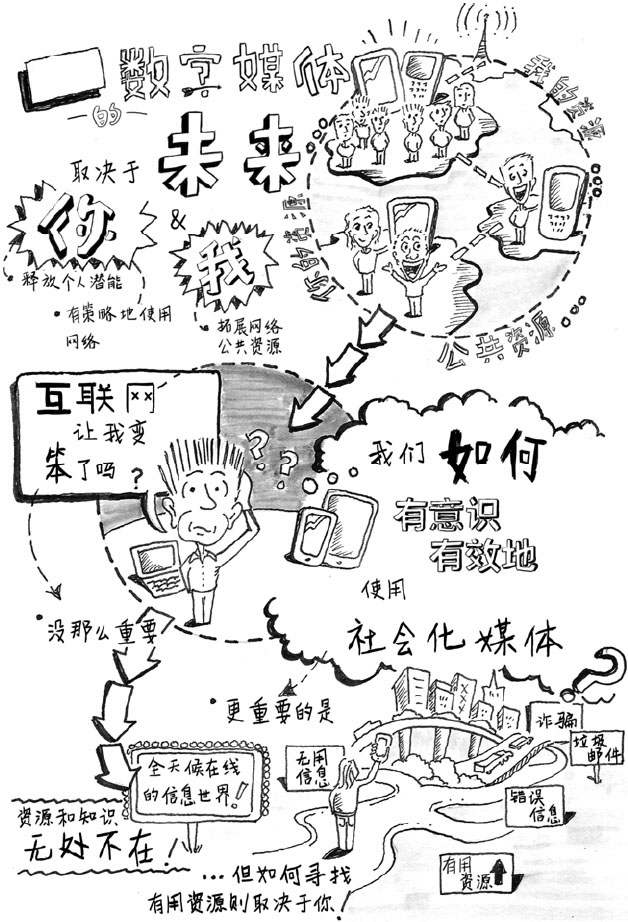 数字媒体
的
未来
取决于
你
&
我
释放个人潜能
有策略地使用
网络
拓展网络
公共资源
我的资源
你的资源
公共资源
互联网
让我变
笨了吗?
? ? ?
我们如何
有意识
有效地
使用
社会化媒体
?
没那么重要
更重要的是
全天候在线
的信息世界!
资源和知识
无处不在!
无用
信息
诈骗
垃圾
邮件
错误
信息
有用
资源
...但如何寻找
有用资源则取决于你!